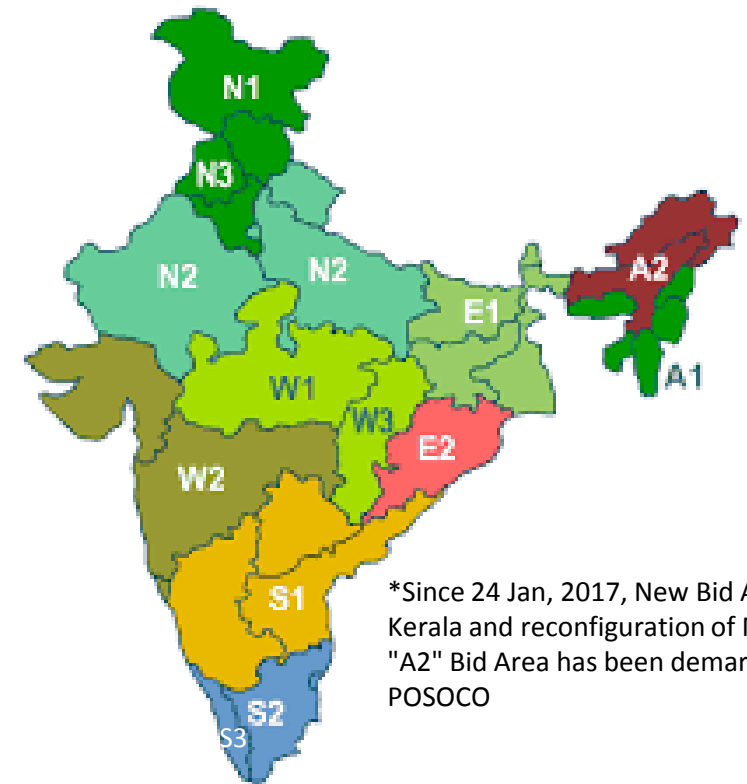 N1
N3
N2
N2
A2
E1
A1
W1
W3
E2
W2
S1
*Since 24 Jan, 2017, New Bid A
Kerala and reconfiguration of
"A2" Bid Area has been demar
POSOCO
S2
S3